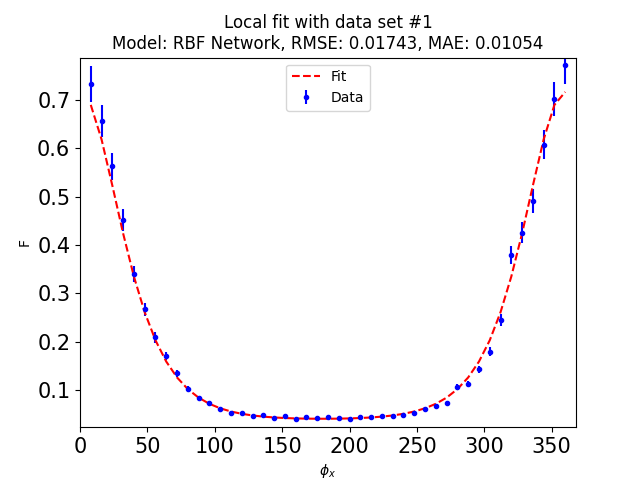 Local fit with data set #1
Model: RBF Network, RMSE: 0.01743, MAE: 0.01054
Fit
Data
F
0.7
0.6
0.5
0.4
0.3
0.2
0.1
0 50 100 150 200 250 300 350
ϕx